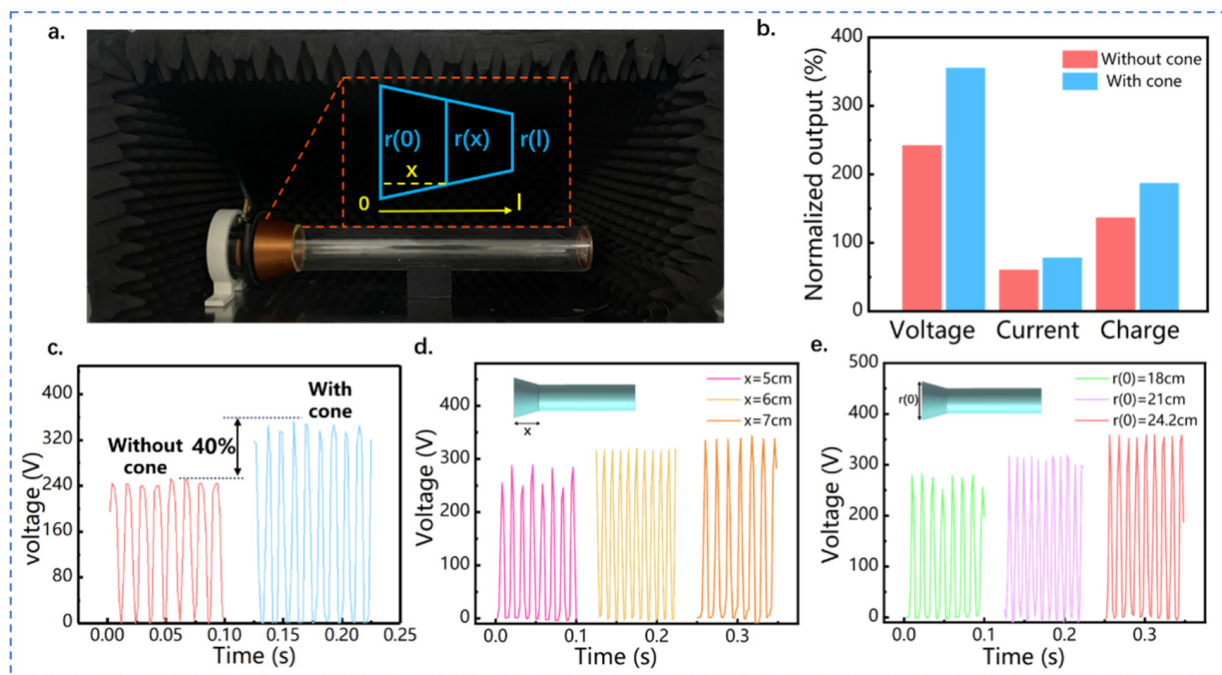 a.
r(0)
r(x)
r(l)
x
0
l
b.
Normalized output (%)
400
300
200
100
0
Without cone
With cone
Voltage
Current
Charge
c.
voltage (V)
400
320
240
160
80
0
Without
cone
40%
With
cone
0.00
0.05
0.10
0.15
0.20
0.25
Time (s)
d.
Voltage (V)
400
300
200
100
0
x
x=5cm
x=6cm
x=7cm
0.0
0.1
0.2
0.3
Time (s)
e.
Voltage (V)
500
400
300
200
100
0
r(0)
r(0)=18cm
r(0)=21cm
r(0)=24.2cm
0.0
0.1
0.2
0.3
Time (s)